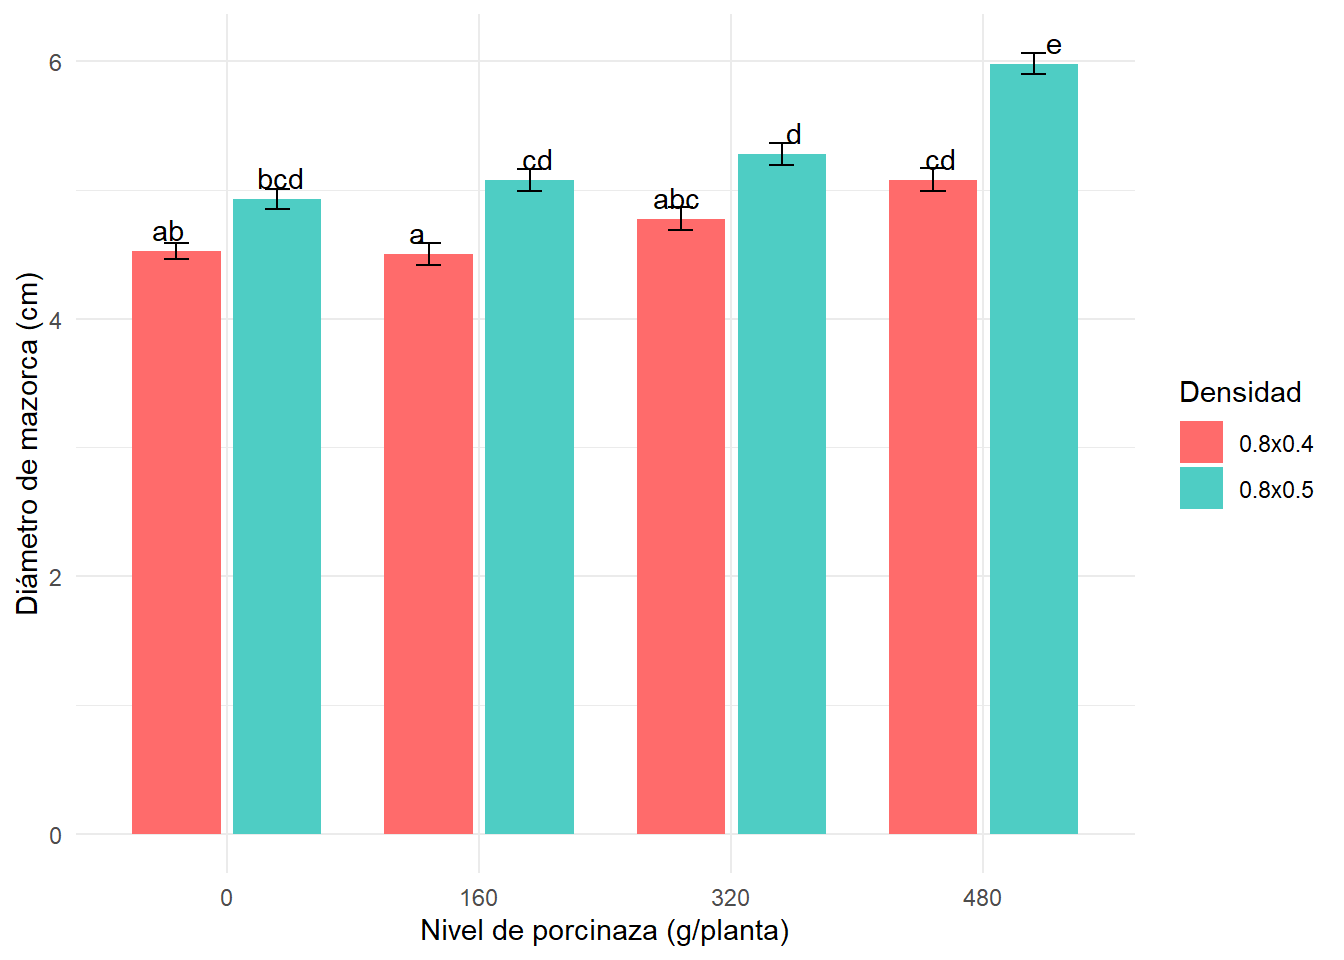 e
6
d
cd
cd
bcd
abc
ab
a
4
2
0
0
160
320
480
Nivel de porcinaza (g/planta)
Diámetro de mazorca (cm)
Densidad
0.8x0.4
0.8x0.5